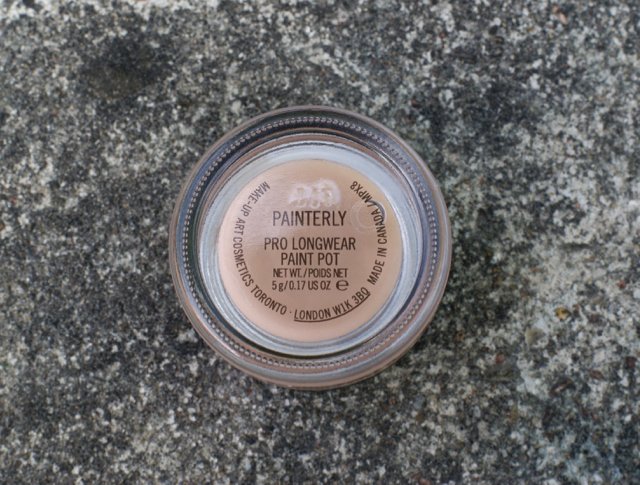 PAINTERLY
PRO LONGWEAR
PAINT POT
NET WT./POIDS NET
5 g/0.17 US OZ ℮
MAKE-UP ART COSMETICS TORONTO · LONDON W1K 3BQ MADE IN CANADA LMPX8